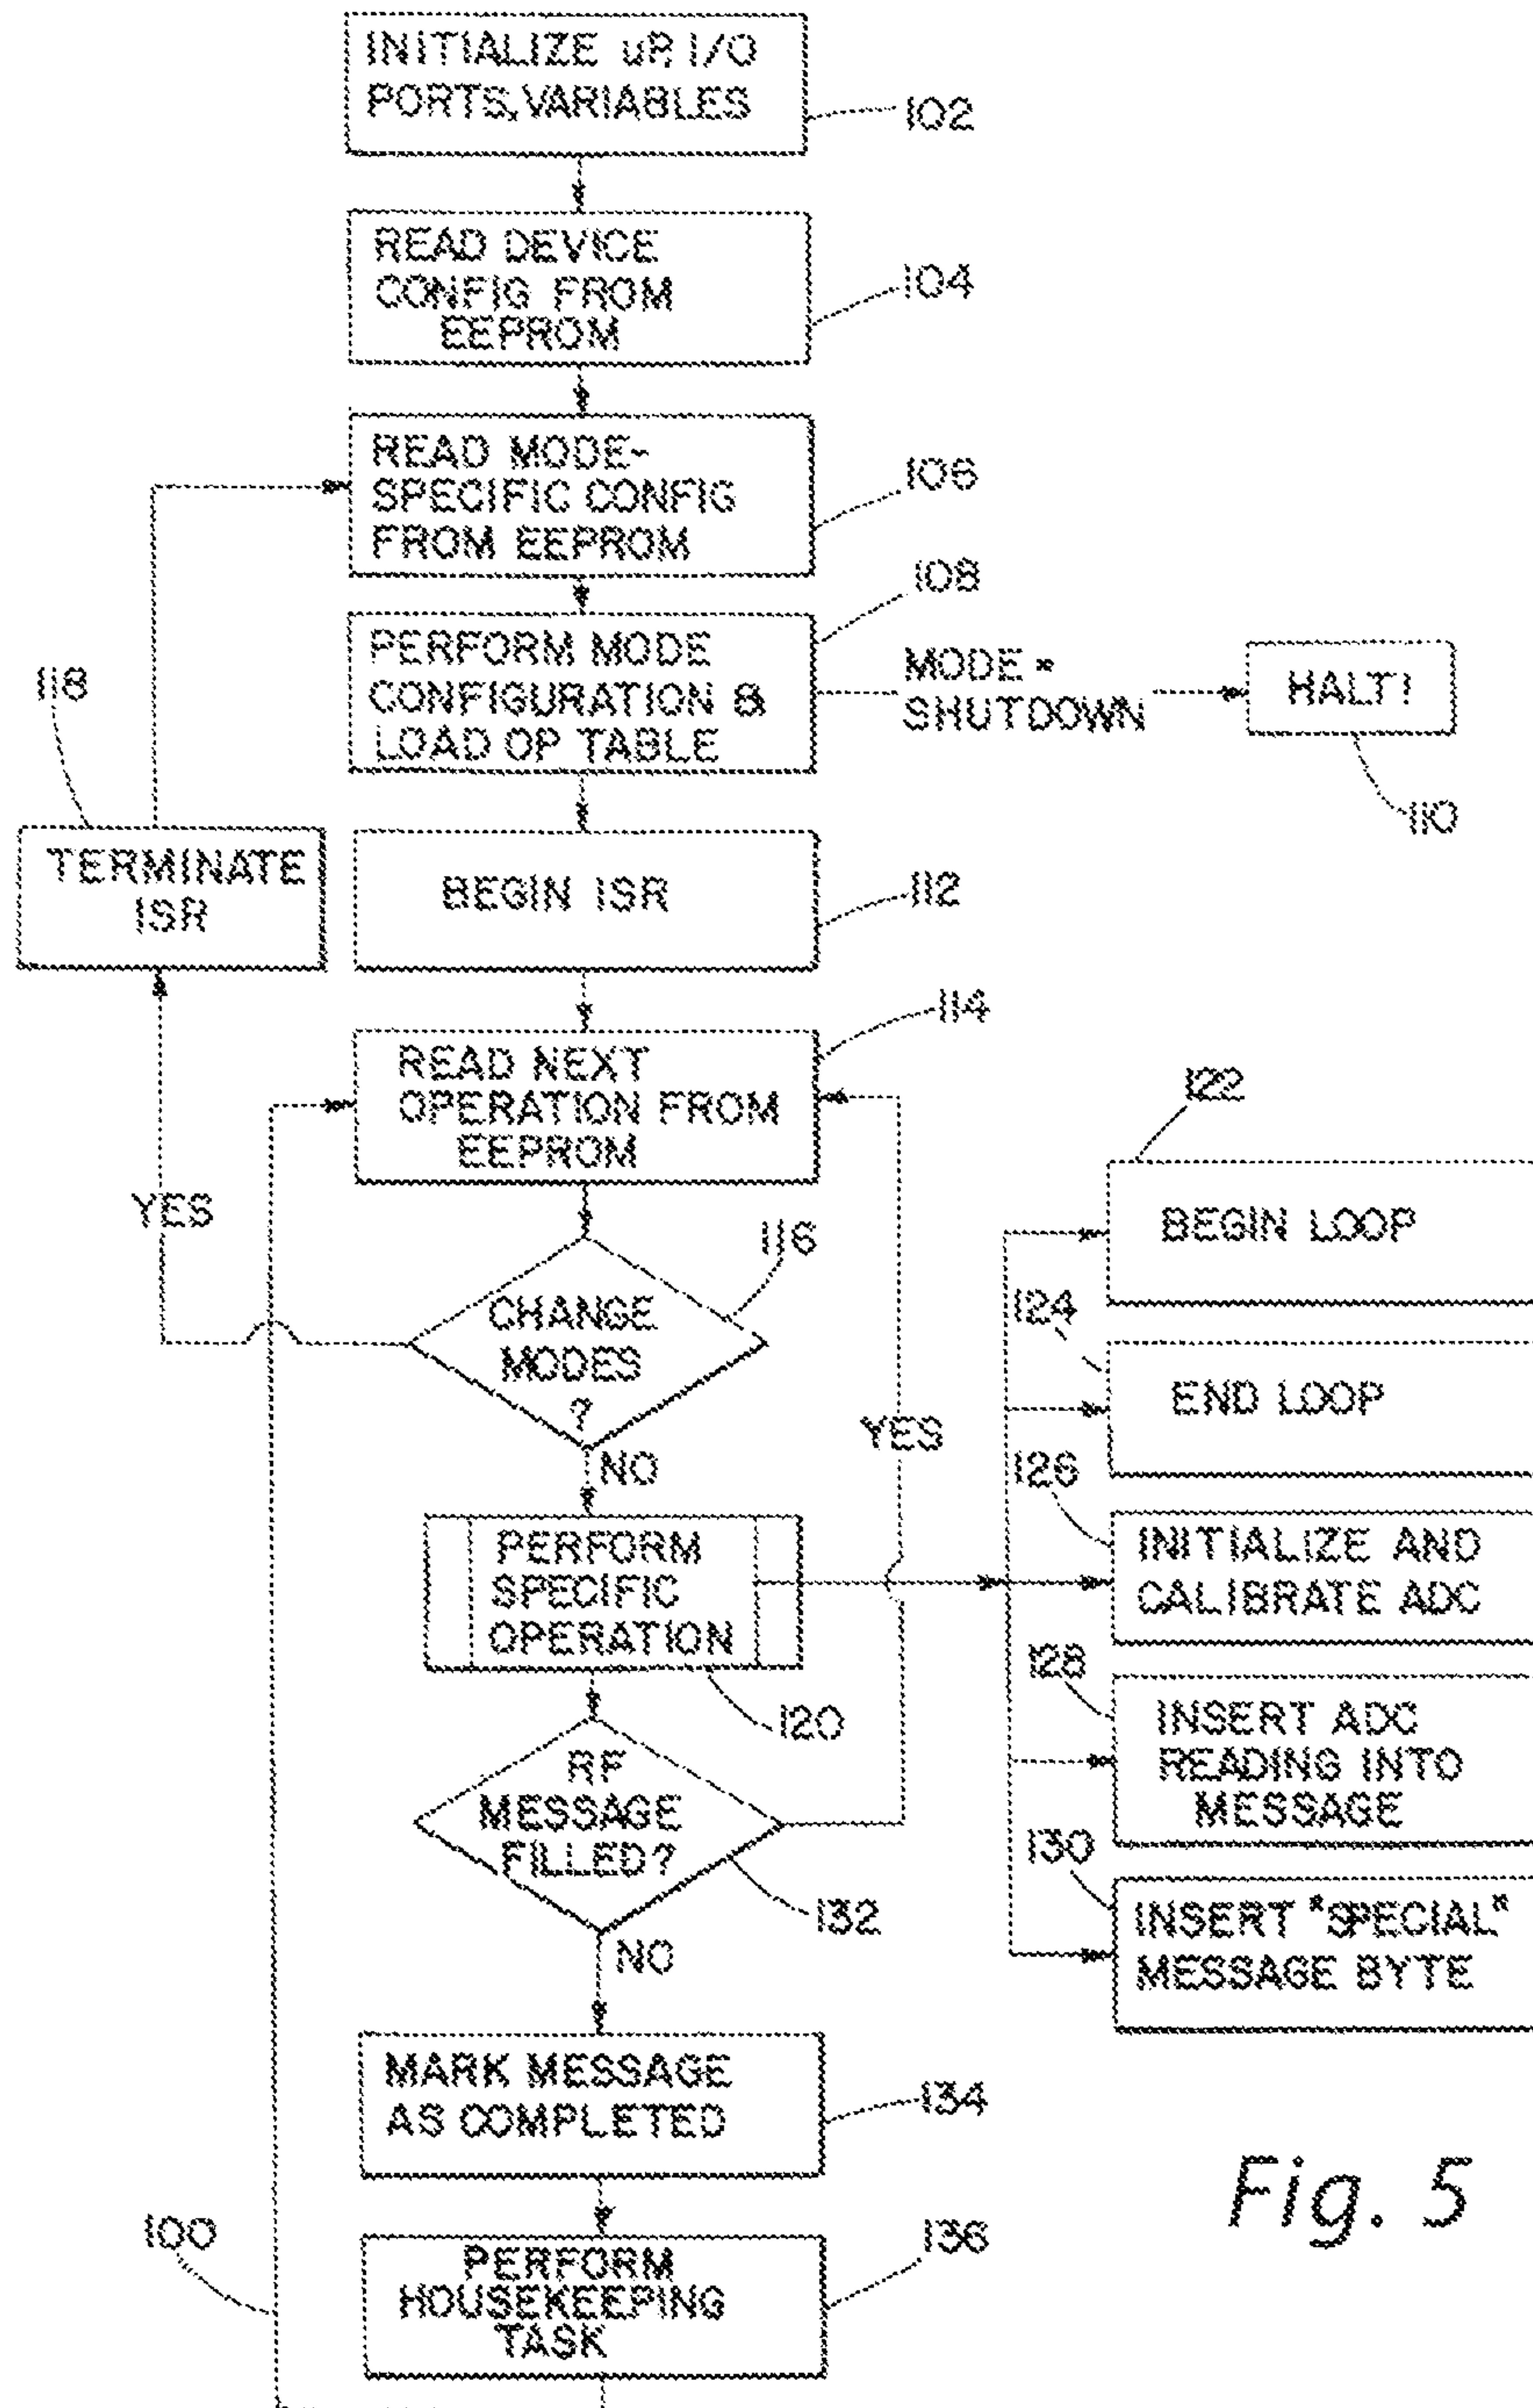 INITIALIZE uP, I/O
PORTS, VARIABLES
102
READ DEVICE
CONFIG FROM
EEPROM
104
READ MODE-
SPECIFIC CONFIG
FROM EEPROM
106
108
PERFORM MODE
CONFIGURATION &
LOAD OP TABLE
MODE =
SHUTDOWN
HALT!
110
118
TERMINATE
ISR
BEGIN ISR
112
114
READ NEXT
OPERATION FROM
EEPROM
YES
116
CHANGE
MODES
?
NO
YES
122
BEGIN LOOP
124
END LOOP
126
INITIALIZE AND
CALIBRATE ADC
PERFORM
SPECIFIC
OPERATION
120
128
INSERT ADC
READING INTO
MESSAGE
130
INSERT "SPECIAL"
MESSAGE BYTE
RF
MESSAGE
FILLED?
132
NO
MARK MESSAGE
AS COMPLETED
134
100
PERFORM
HOUSEKEEPING
TASK
136
Fig. 5